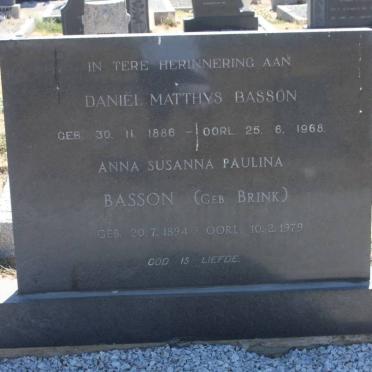 IN TERE HERINNERING AAN
DANIËL MATTHYS BASSON
GEB. 30. 11. 1886 - OORL. 25. 6. 1968.
ANNA SUSANNA PAULINA
BASSON (GEB BRINK)
GEB. 20.7.1894 - OORL. 10.2.1979
GOD IS LIEFDE.